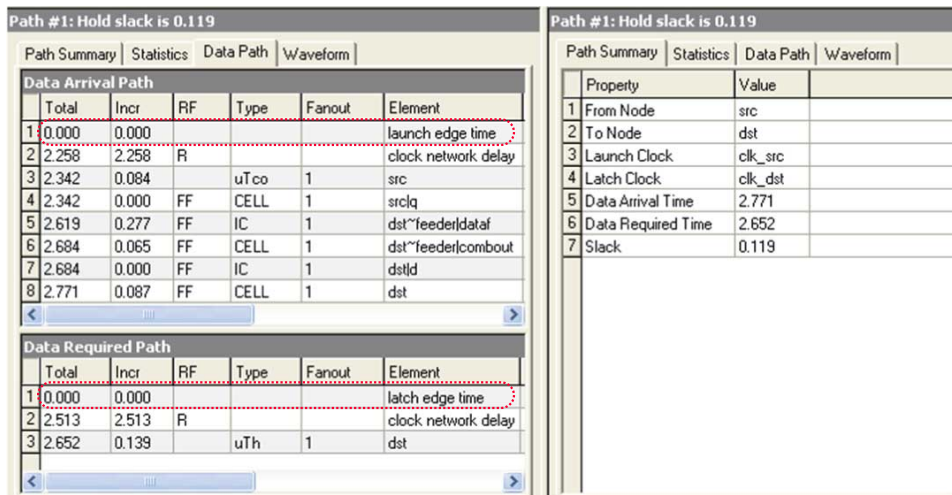 Path #1: Hold slack is 0.119
Path Summary Statistics Data Path Waveform
Data Arrival Path
Total Incr RF Type Fanout Element
1 0.000 0.000 launch edge time
2 2.258 2.258 R clock network delay
3 2.342 0.084 uTco 1 src
4 2.342 0.000 FF CELL 1 src|q
5 2.619 0.277 FF IC 1 dst~feeder|dataf
6 2.684 0.065 FF CELL 1 dst~feeder|combout
7 2.684 0.000 FF IC 1 dst|d
8 2.771 0.087 FF CELL 1 dst
Data Required Path
Total Incr RF Type Fanout Element
1 0.000 0.000 latch edge time
2 2.513 2.513 R clock network delay
3 2.652 0.139 uTh 1 dst
Path #1: Hold slack is 0.119
Path Summary Statistics Data Path Waveform
Property Value
1 From Node src
2 To Node dst
3 Launch Clock clk_src
4 Latch Clock clk_dst
5 Data Arrival Time 2.771
6 Data Required Time 2.652
7 Slack 0.119